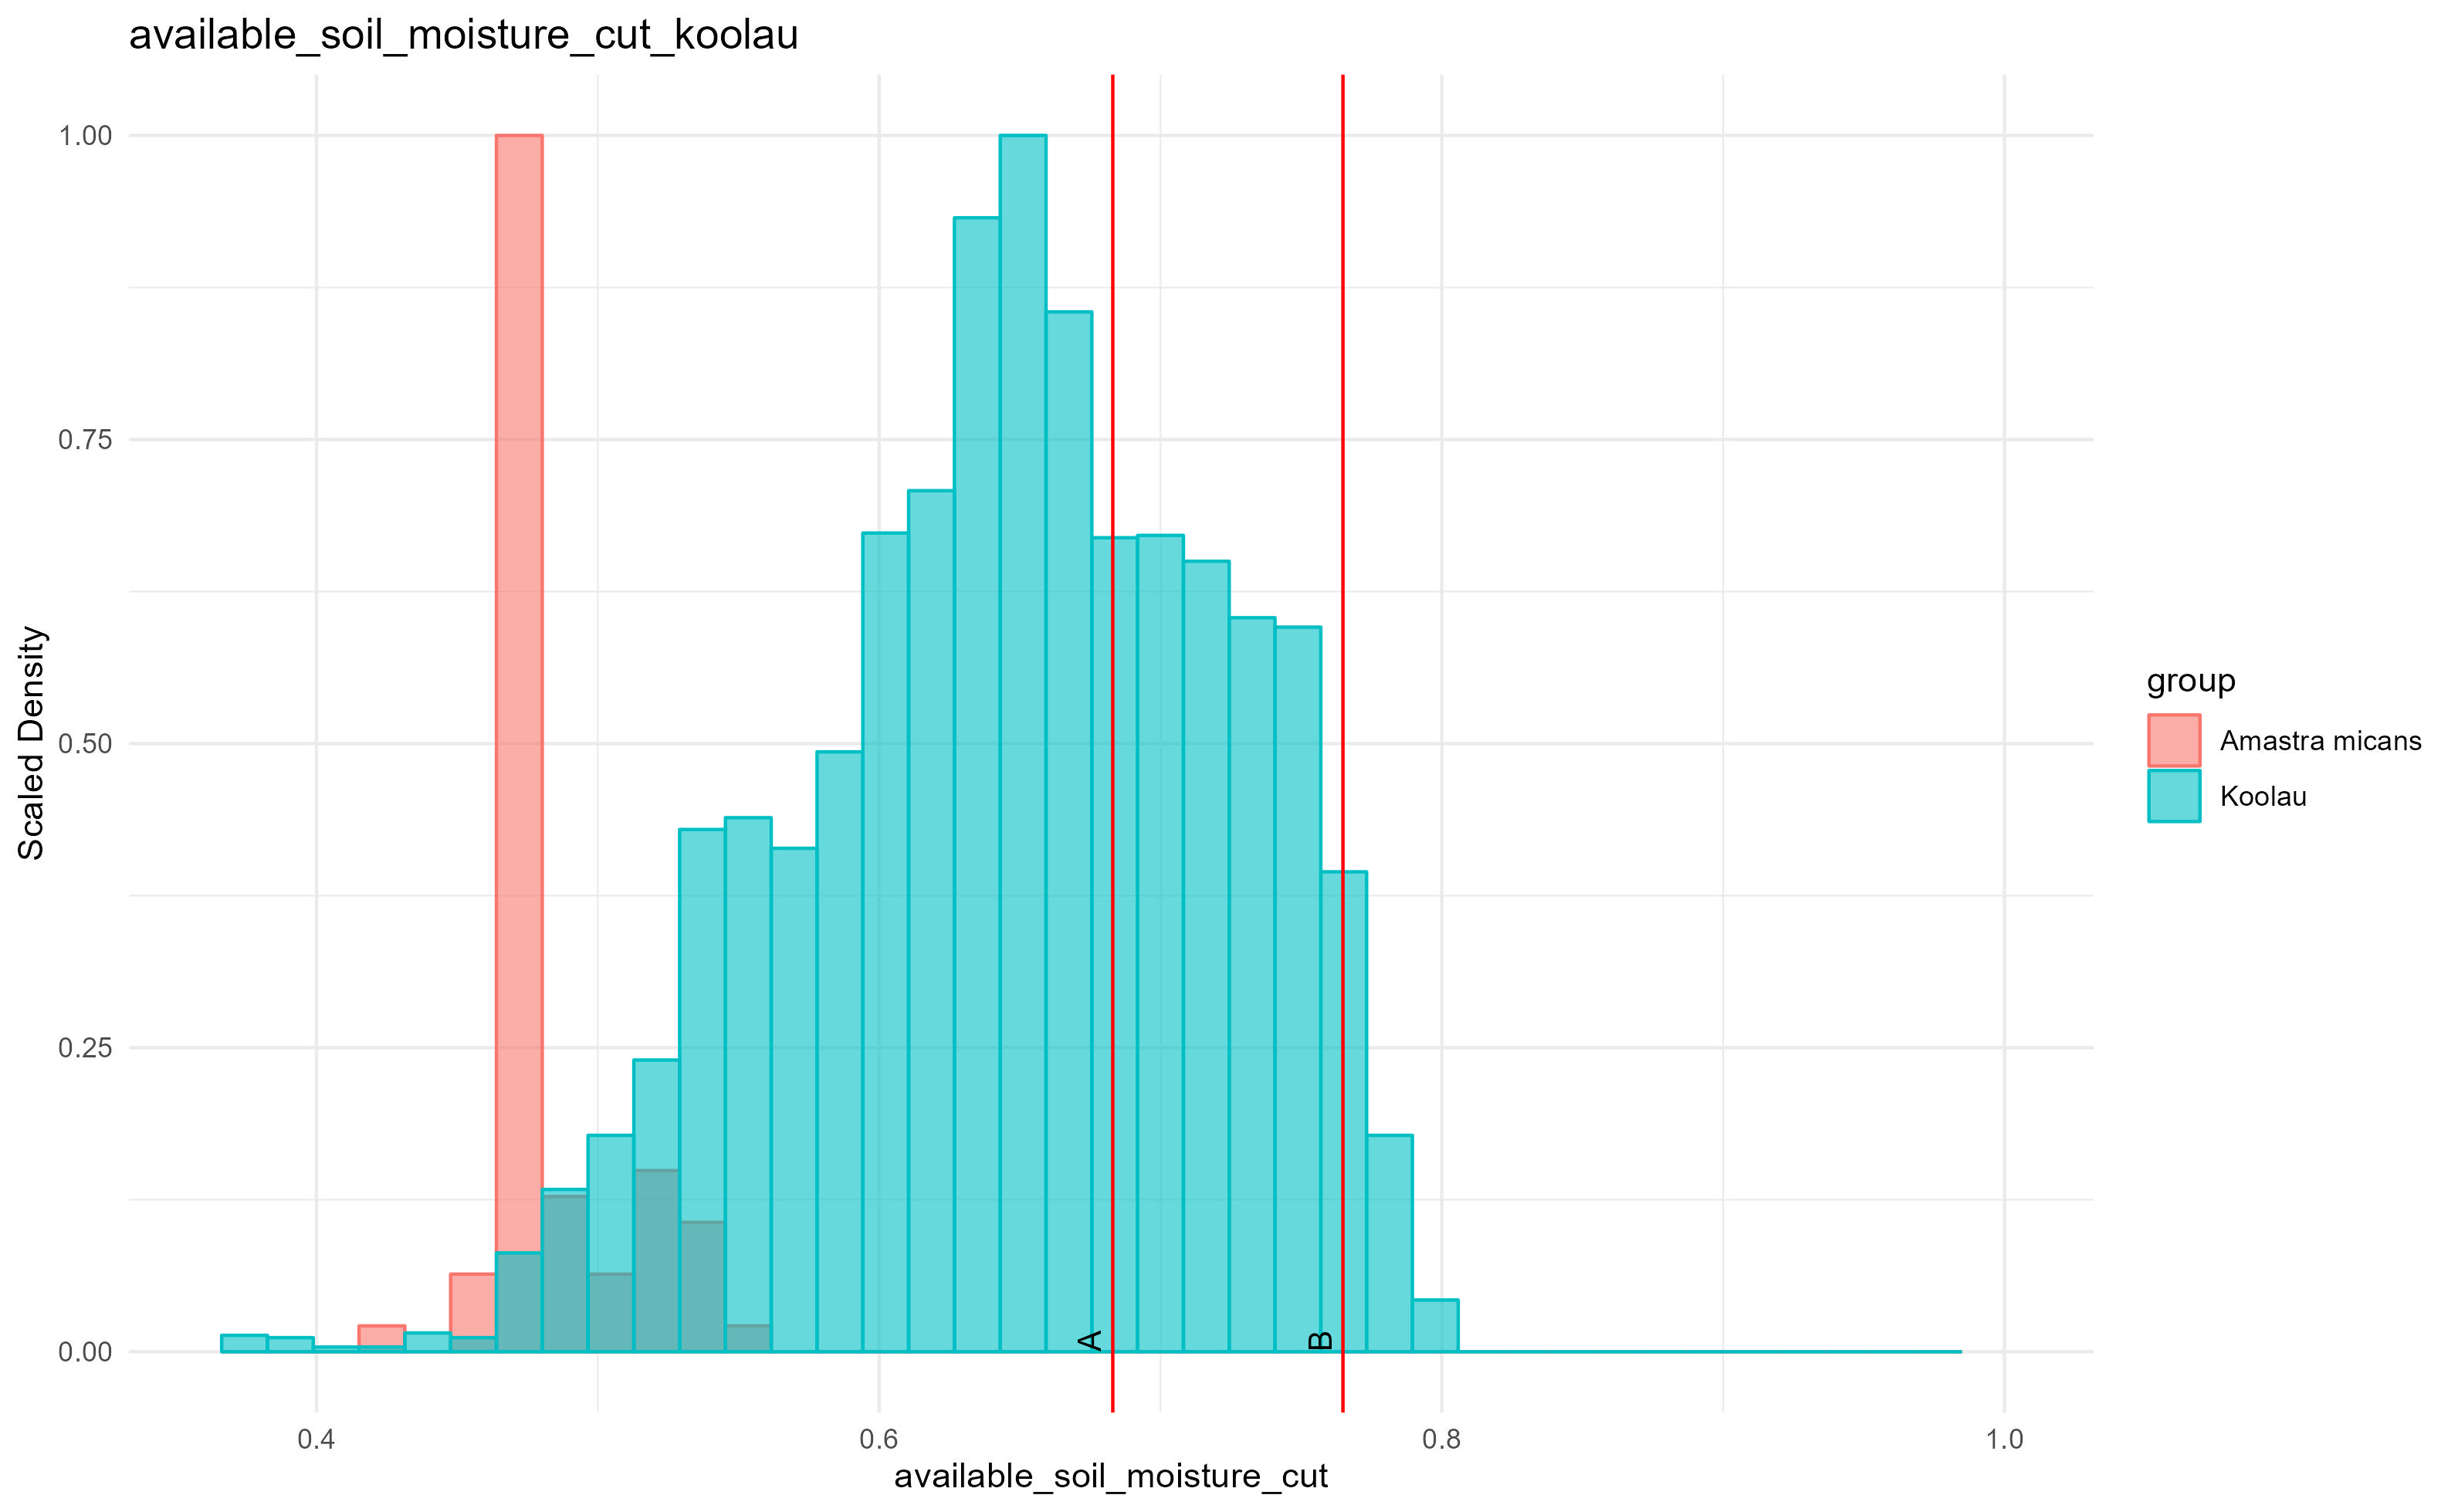 available_soil_moisture_cut_koolau
1.00
0.75
0.50
0.25
0.00
Scaled Density
A
B
0.4
0.6
0.8
1.0
available_soil_moisture_cut
group
Amastra micans
Koolau